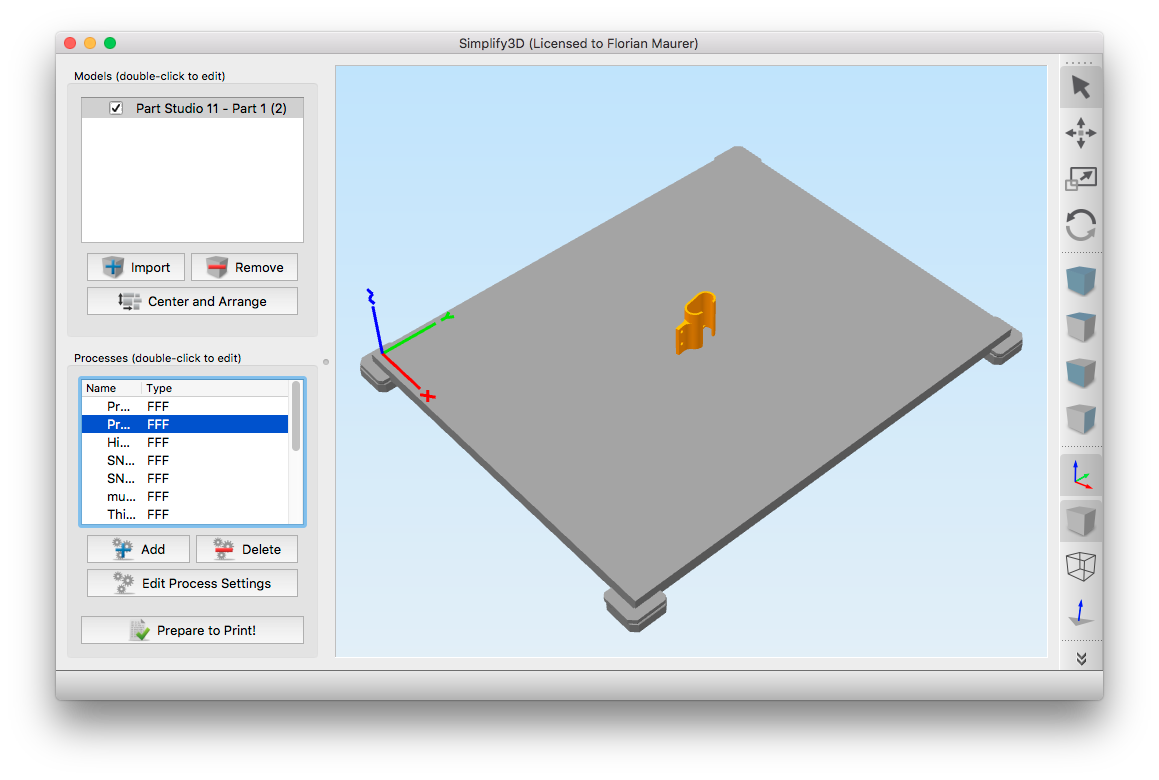 Simplify3D (Licensed to Florian Maurer)
Models (double-click to edit)
Part Studio 11 - Part 1 (2)
Import
Remove
Center and Arrange
Processes (double-click to edit)
Name Type
Pr... FFF
Pr... FFF
Hi... FFF
SN... FFF
SN... FFF
mu... FFF
Thi... FFF
Add
Delete
Edit Process Settings
Prepare to Print!
Z
Y
X